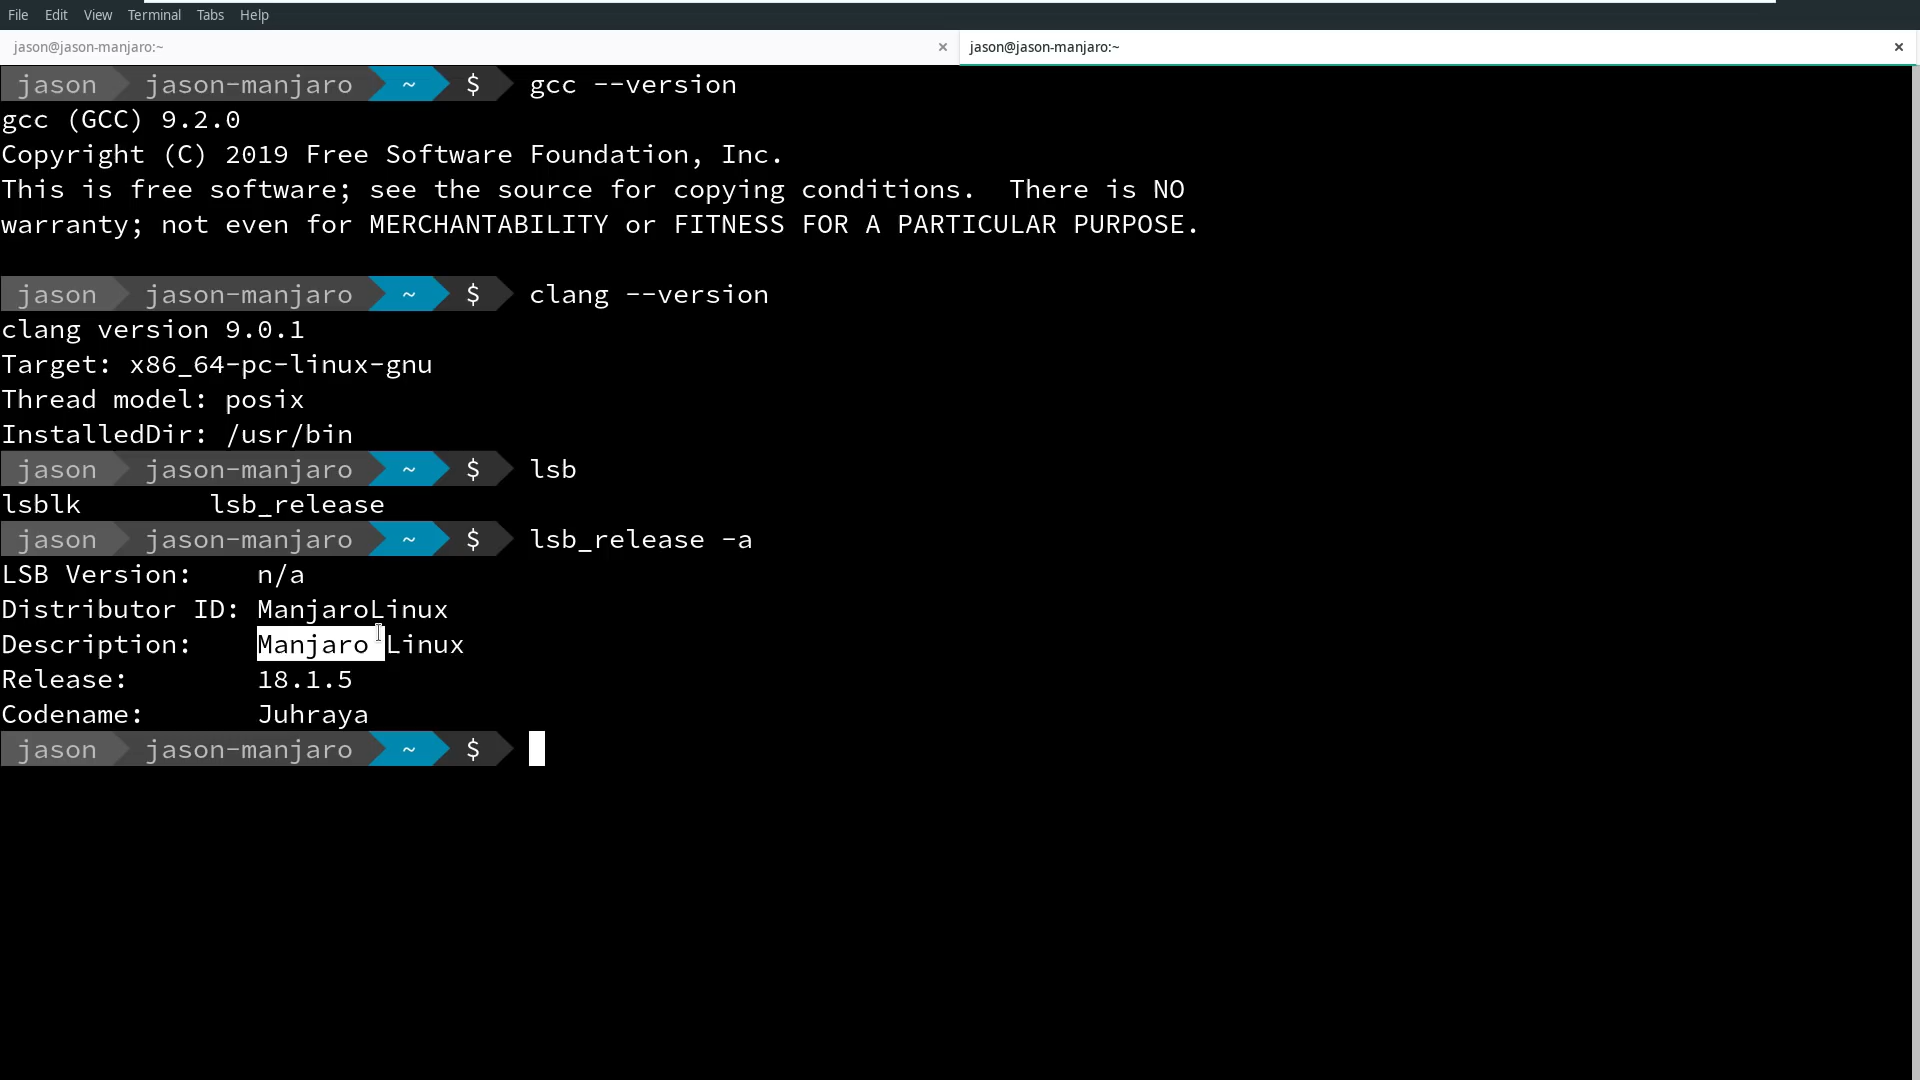 File Edit View Terminal Tabs Help
jason@jason-manjaro:~ × jason@jason-manjaro:~ ×
jason jason-manjaro ~ $ gcc --version
gcc (GCC) 9.2.0
Copyright (C) 2019 Free Software Foundation, Inc.
This is free software; see the source for copying conditions.  There is NO
warranty; not even for MERCHANTABILITY or FITNESS FOR A PARTICULAR PURPOSE.
jason jason-manjaro ~ $ clang --version
clang version 9.0.1
Target: x86_64-pc-linux-gnu
Thread model: posix
InstalledDir: /usr/bin
jason jason-manjaro ~ $ lsb
lsblk        lsb_release
jason jason-manjaro ~ $ lsb_release -a
LSB Version:    n/a
Distributor ID: ManjaroLinux
Description:    Manjaro Linux
Release:        18.1.5
Codename:       Juhraya
jason jason-manjaro ~ $